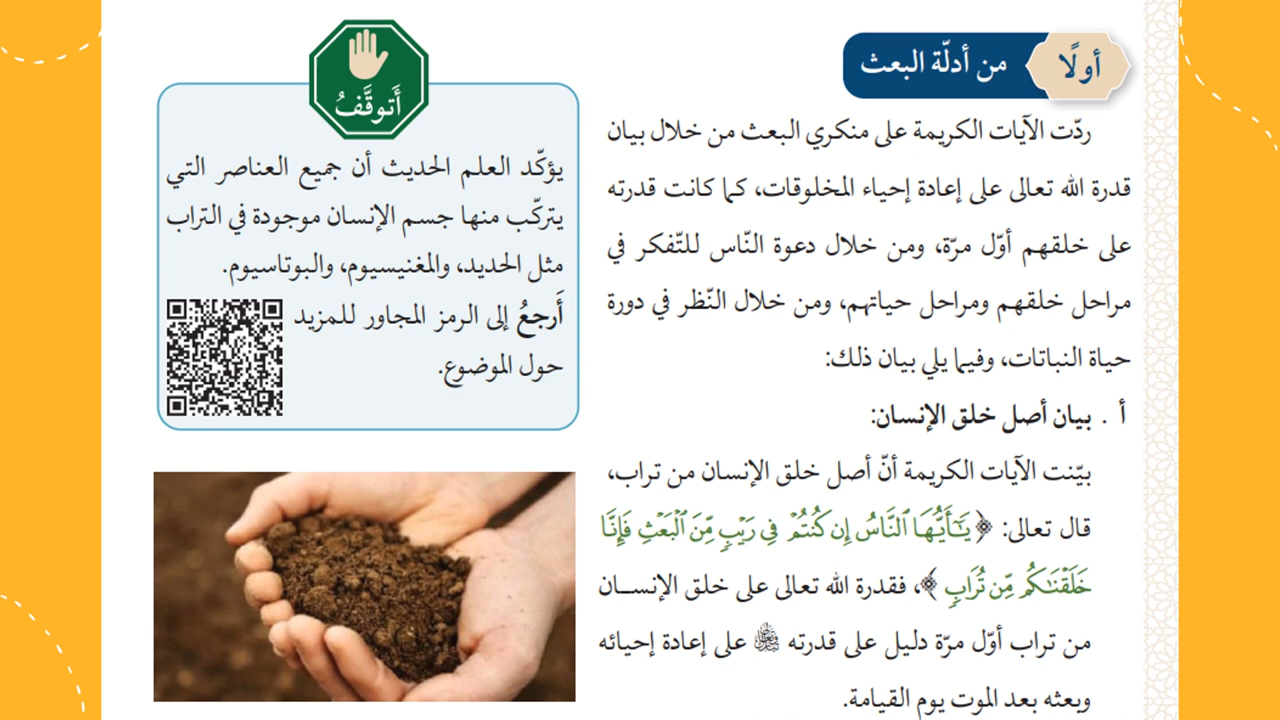 أولًا
من أدلّة البعث
ردّت الآيات الكريمة على منكري البعث من خلال بيان
قدرة الله تعالى على إعادة إحياء المخلوقات، كما كانت قدرته
على خلقهم أوّل مرّة، ومن خلال دعوة النّاس للتّفكر في
مراحل خلقهم ومراحل حياتهم، ومن خلال النّظر في دورة
حياة النباتات، وفيما يلي بيان ذلك:
أ . بيان أصل خلق الإنسان:
بيّنت الآيات الكريمة أنّ أصل خلق الإنسان من تراب،
قال تعالى: ﴿يَٰٓأَيُّهَا ٱلنَّاسُ إِن كُنتُمۡ فِي رَيۡبٖ مِّنَ ٱلۡبَعۡثِ فَإِنَّا
خَلَقۡنَٰكُم مِّن تُرَابٖ﴾، فقدرة الله تعالى على خلق الإنسان
من تراب أوّل مرّة دليل على قدرته على إعادة إحيائه
وبعثه بعد الموت يوم القيامة.
أَتوقَّفُ
يؤكّد العلم الحديث أن جميع العناصر التي
يتركّب منها جسم الإنسان موجودة في التراب
مثل الحديد، والمغنيسيوم، والبوتاسيوم.
أَرجعُ إلى الرمز المجاور للمزيد
حول الموضوع.